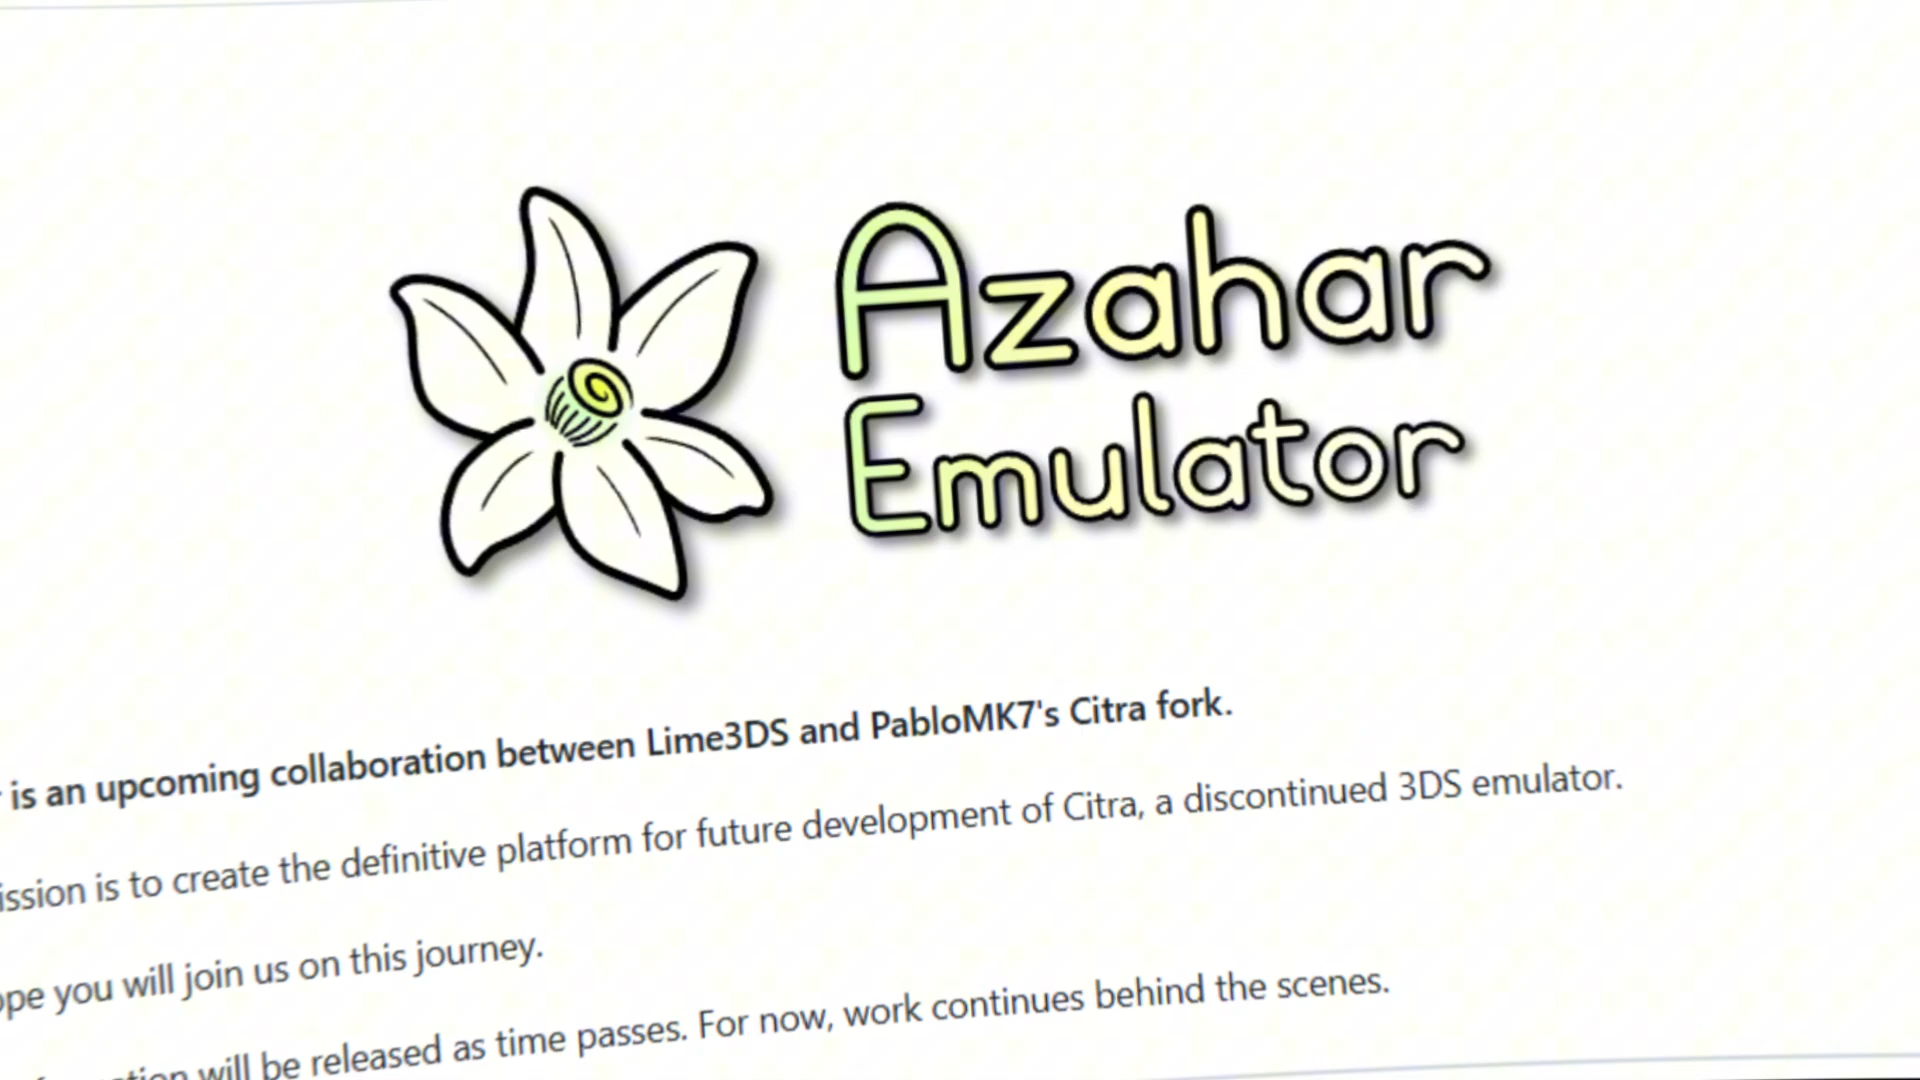 Azahar
Emulator
is an upcoming collaboration between Lime3DS and PabloMK7's Citra fork.
is to create the definitive platform for future development of Citra, a discontinued 3DS emulator.
you will join us on this journey.
will be released as time passes. For now, work continues behind the scenes.